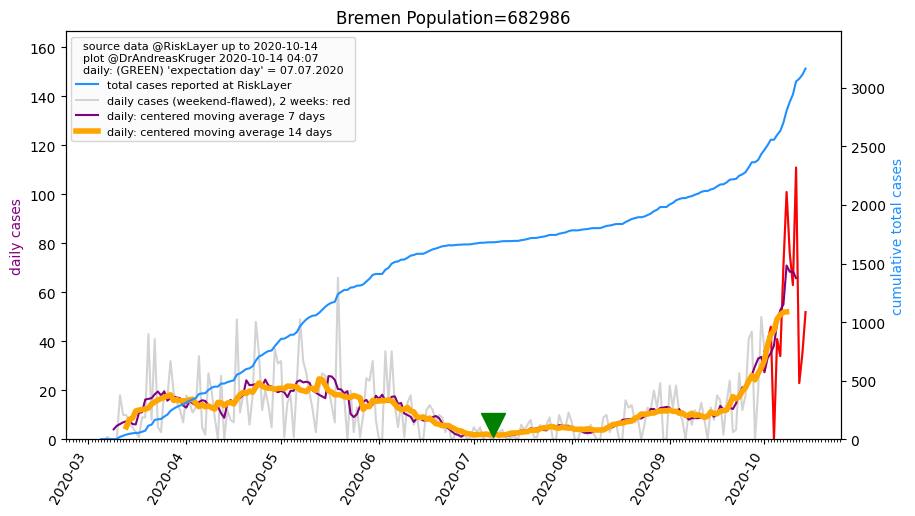 Bremen Population=682986
source data @RiskLayer up to 2020-10-14
plot @DrAndreasKruger 2020-10-14 04:07
daily: (GREEN) 'expectation day' = 07.07.2020
total cases reported at RiskLayer
daily cases (weekend-flawed), 2 weeks: red
daily: centered moving average 7 days
daily: centered moving average 14 days
daily cases
160
140
120
100
80
60
40
20
0
cumulative total cases
3000
2500
2000
1500
1000
500
0
2020-03
2020-04
2020-05
2020-06
2020-07
2020-08
2020-09
2020-10